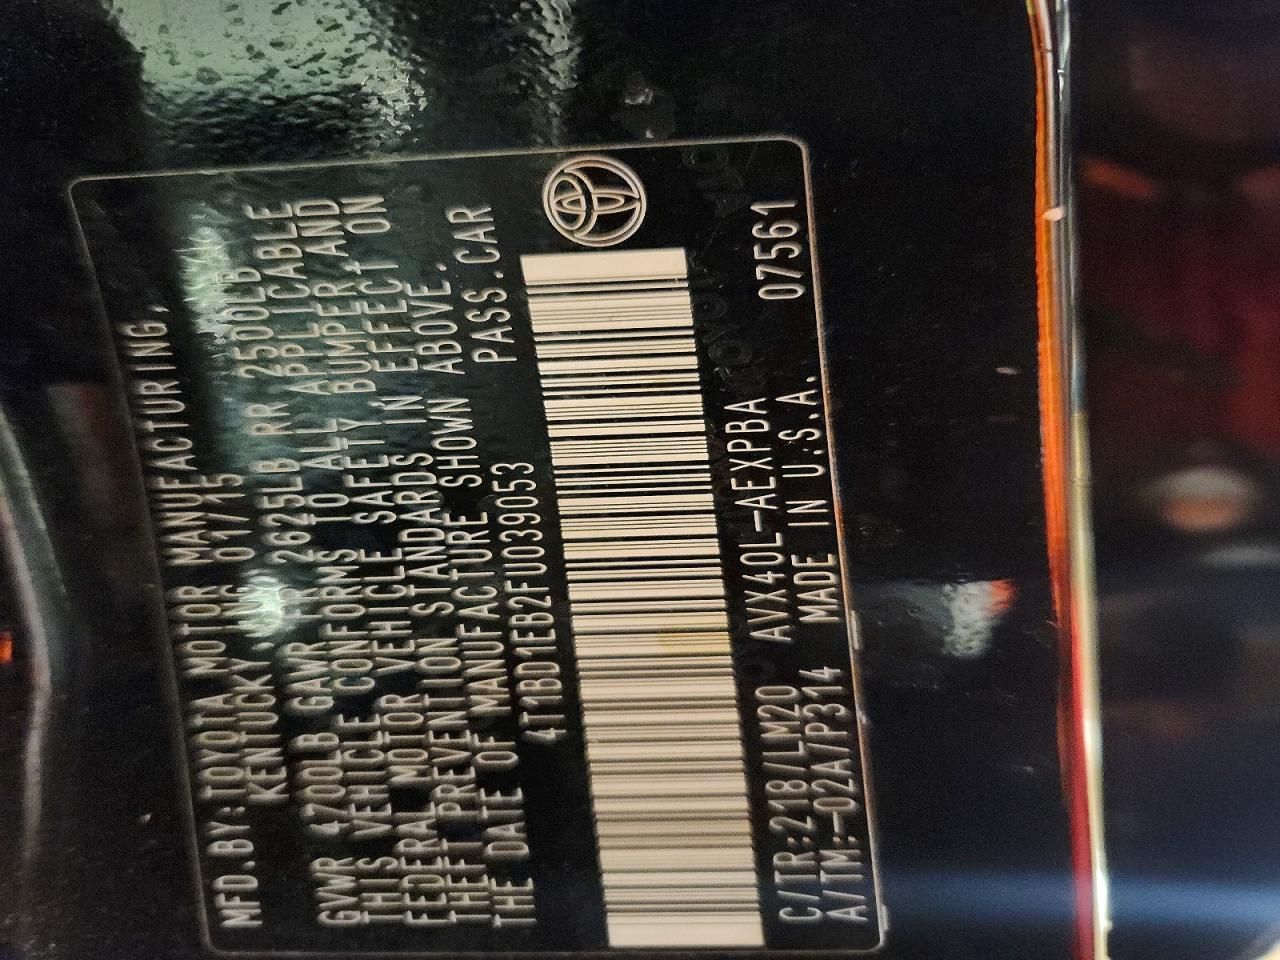 MFD.BY:TOYOTA MOTOR MANUFACTURING,
KENTUCKY, INC. 01/15
GVWR 4700LB GAWR FR 2625LB RR 2500LB
THIS VEHICLE CONFORMS TO ALL APPLICABLE
FEDERAL MOTOR VEHICLE SAFETY BUMPER, AND
THEFT PREVENTION STANDARDS IN EFFECT ON
THE DATE OF MANUFACTURE SHOWN ABOVE.
4T1BD1EB2FU039053 PASS.CAR
C/TR:218/LM20 AVX40L-AEXPBA 07561
A/TM:-02A/P314 MADE IN U.S.A.